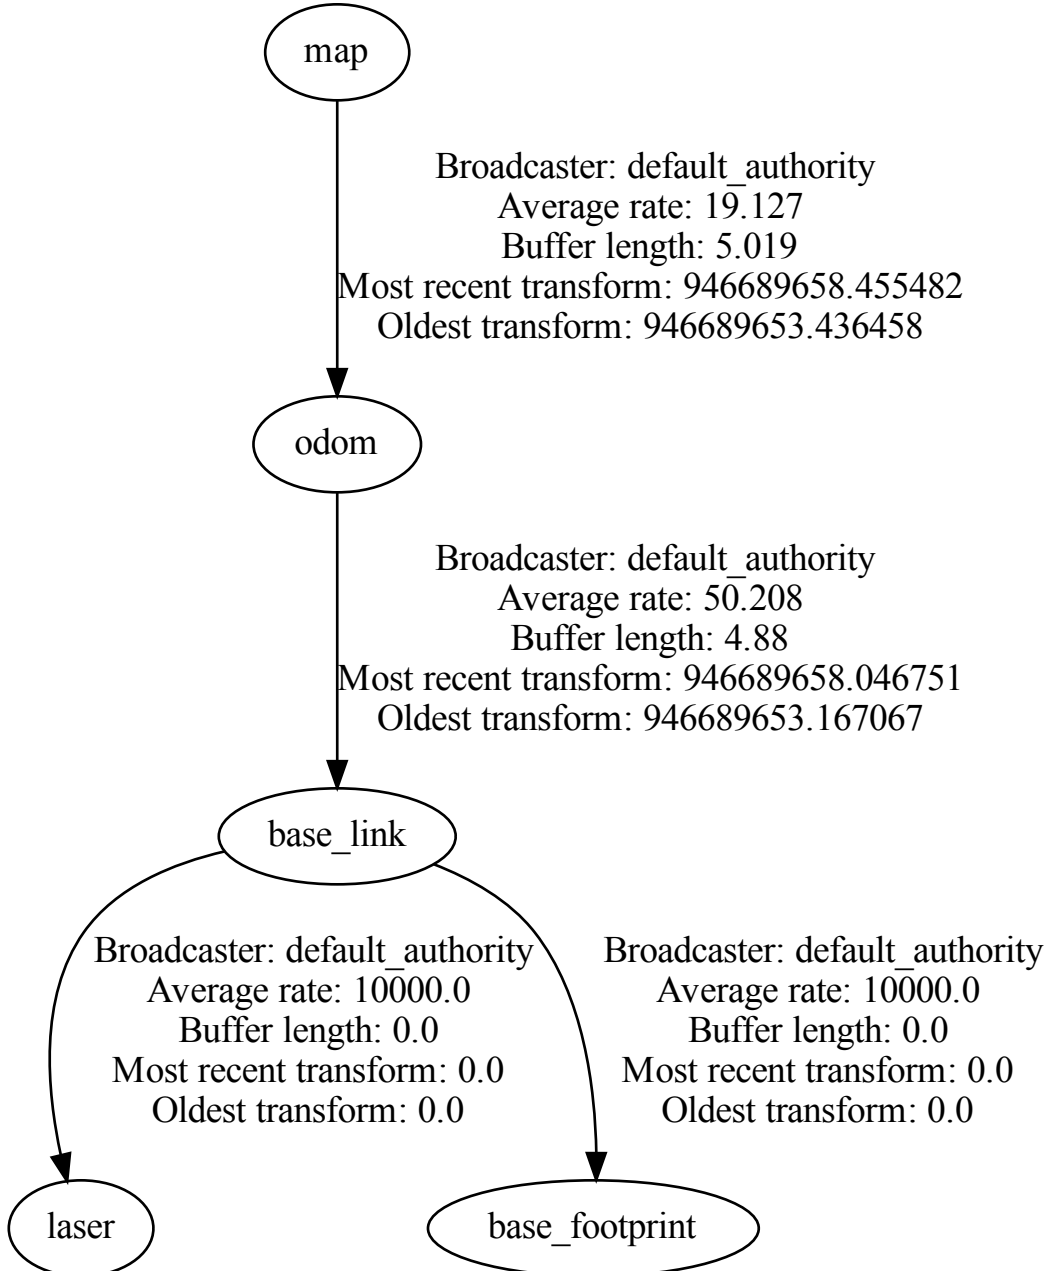 map
Broadcaster: default_authority
Average rate: 19.127
Buffer length: 5.019
Most recent transform: 946689658.455482
Oldest transform: 946689653.436458
odom
Broadcaster: default_authority
Average rate: 50.208
Buffer length: 4.88
Most recent transform: 946689658.046751
Oldest transform: 946689653.167067
base_link
Broadcaster: default_authority
Average rate: 10000.0
Buffer length: 0.0
Most recent transform: 0.0
Oldest transform: 0.0
Broadcaster: default_authority
Average rate: 10000.0
Buffer length: 0.0
Most recent transform: 0.0
Oldest transform: 0.0
laser
base_footprint